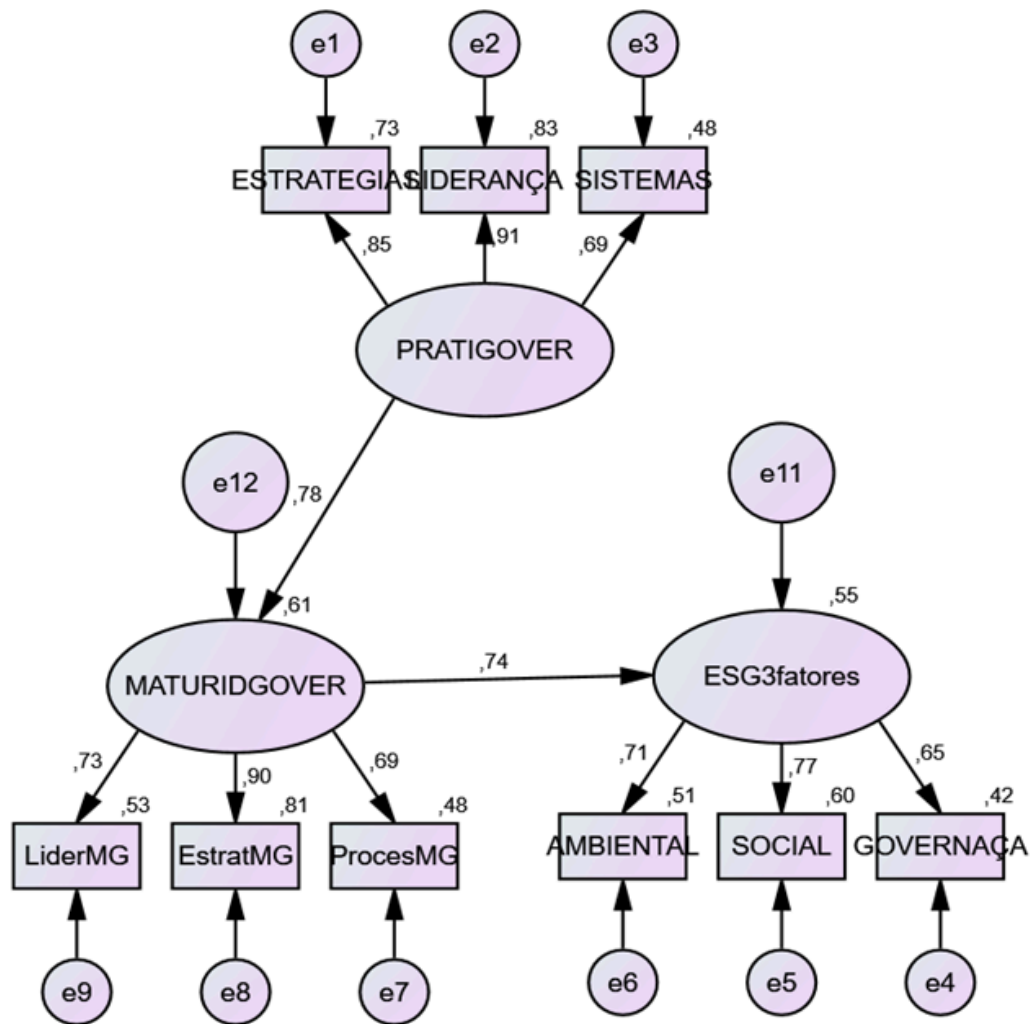 e1
e2
e3
,73
,83
,48
ESTRATEGIAS
LIDERANÇA
SISTEMAS
,85
,91
,69
PRATIGOVER
e12
,78
e11
,61
,55
MATURIDGOVER
,74
ESG3fatores
,73
,90
,69
,71
,77
,65
,53
,81
,48
,51
,60
,42
LiderMG
EstratMG
ProcesMG
AMBIENTAL
SOCIAL
GOVERNAÇA
e9
e8
e7
e6
e5
e4